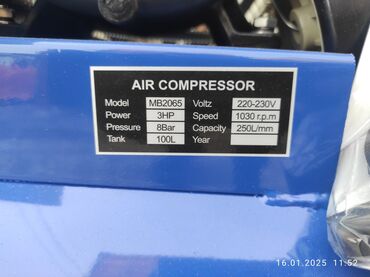 AIR COMPRESSOR
Model MB2065 Voltz 220-230V
Power 3HP Speed 1030 r.p.m
Pressure 8Bar Capacity 250L/mm
Tank 100L Year
16.01.2025 11:52